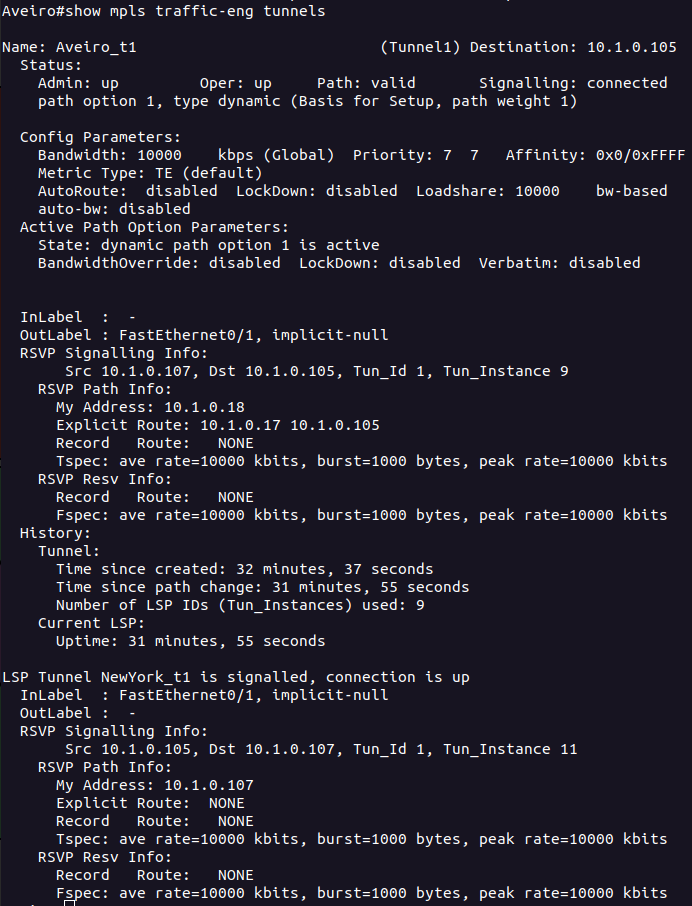 Aveiro#show mpls traffic-eng tunnels
Name: Aveiro_t1                           (Tunnel1) Destination: 10.1.0.105
  Status:
    Admin: up         Oper: up     Path: valid       Signalling: connected
    path option 1, type dynamic (Basis for Setup, path weight 1)
  Config Parameters:
    Bandwidth: 10000    kbps (Global)  Priority: 7  7   Affinity: 0x0/0xFFFF
    Metric Type: TE (default)
    AutoRoute:  disabled  LockDown: disabled  Loadshare: 10000    bw-based
    auto-bw: disabled
  Active Path Option Parameters:
    State: dynamic path option 1 is active
    BandwidthOverride: disabled  LockDown: disabled  Verbatim: disabled
  InLabel  :  -
  OutLabel : FastEthernet0/1, implicit-null
  RSVP Signalling Info:
       Src 10.1.0.107, Dst 10.1.0.105, Tun_Id 1, Tun_Instance 9
    RSVP Path Info:
      My Address: 10.1.0.18
      Explicit Route: 10.1.0.17 10.1.0.105
      Record   Route:   NONE
      Tspec: ave rate=10000 kbits, burst=1000 bytes, peak rate=10000 kbits
    RSVP Resv Info:
      Record   Route:   NONE
      Fspec: ave rate=10000 kbits, burst=1000 bytes, peak rate=10000 kbits
  History:
    Tunnel:
      Time since created: 32 minutes, 37 seconds
      Time since path change: 31 minutes, 55 seconds
      Number of LSP IDs (Tun_Instances) used: 9
    Current LSP:
      Uptime: 31 minutes, 55 seconds
LSP Tunnel NewYork_t1 is signalled, connection is up
  InLabel  : FastEthernet0/1, implicit-null
  OutLabel :  -
  RSVP Signalling Info:
       Src 10.1.0.105, Dst 10.1.0.107, Tun_Id 1, Tun_Instance 11
    RSVP Path Info:
      My Address: 10.1.0.107
      Explicit Route:  NONE
      Record   Route:   NONE
      Tspec: ave rate=10000 kbits, burst=1000 bytes, peak rate=10000 kbits
    RSVP Resv Info:
      Record   Route:   NONE
      Fspec: ave rate=10000 kbits, burst=1000 bytes, peak rate=10000 kbits